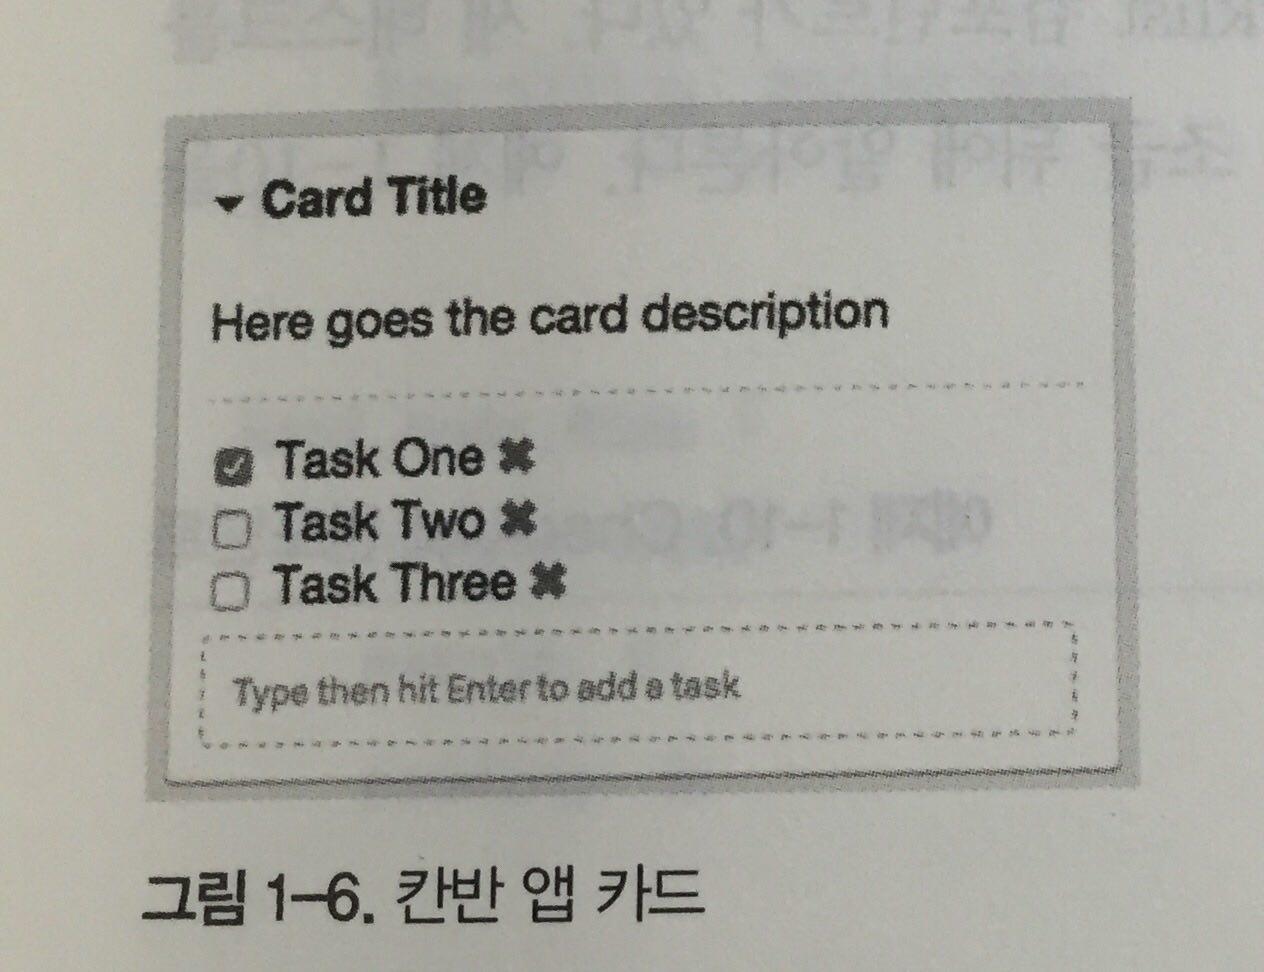 Card Title
Here goes the card description
Task One ✖
Task Two ✖
Task Three ✖
Type then hit Enter to add a task
그림 1-6. 칸반 앱 카드